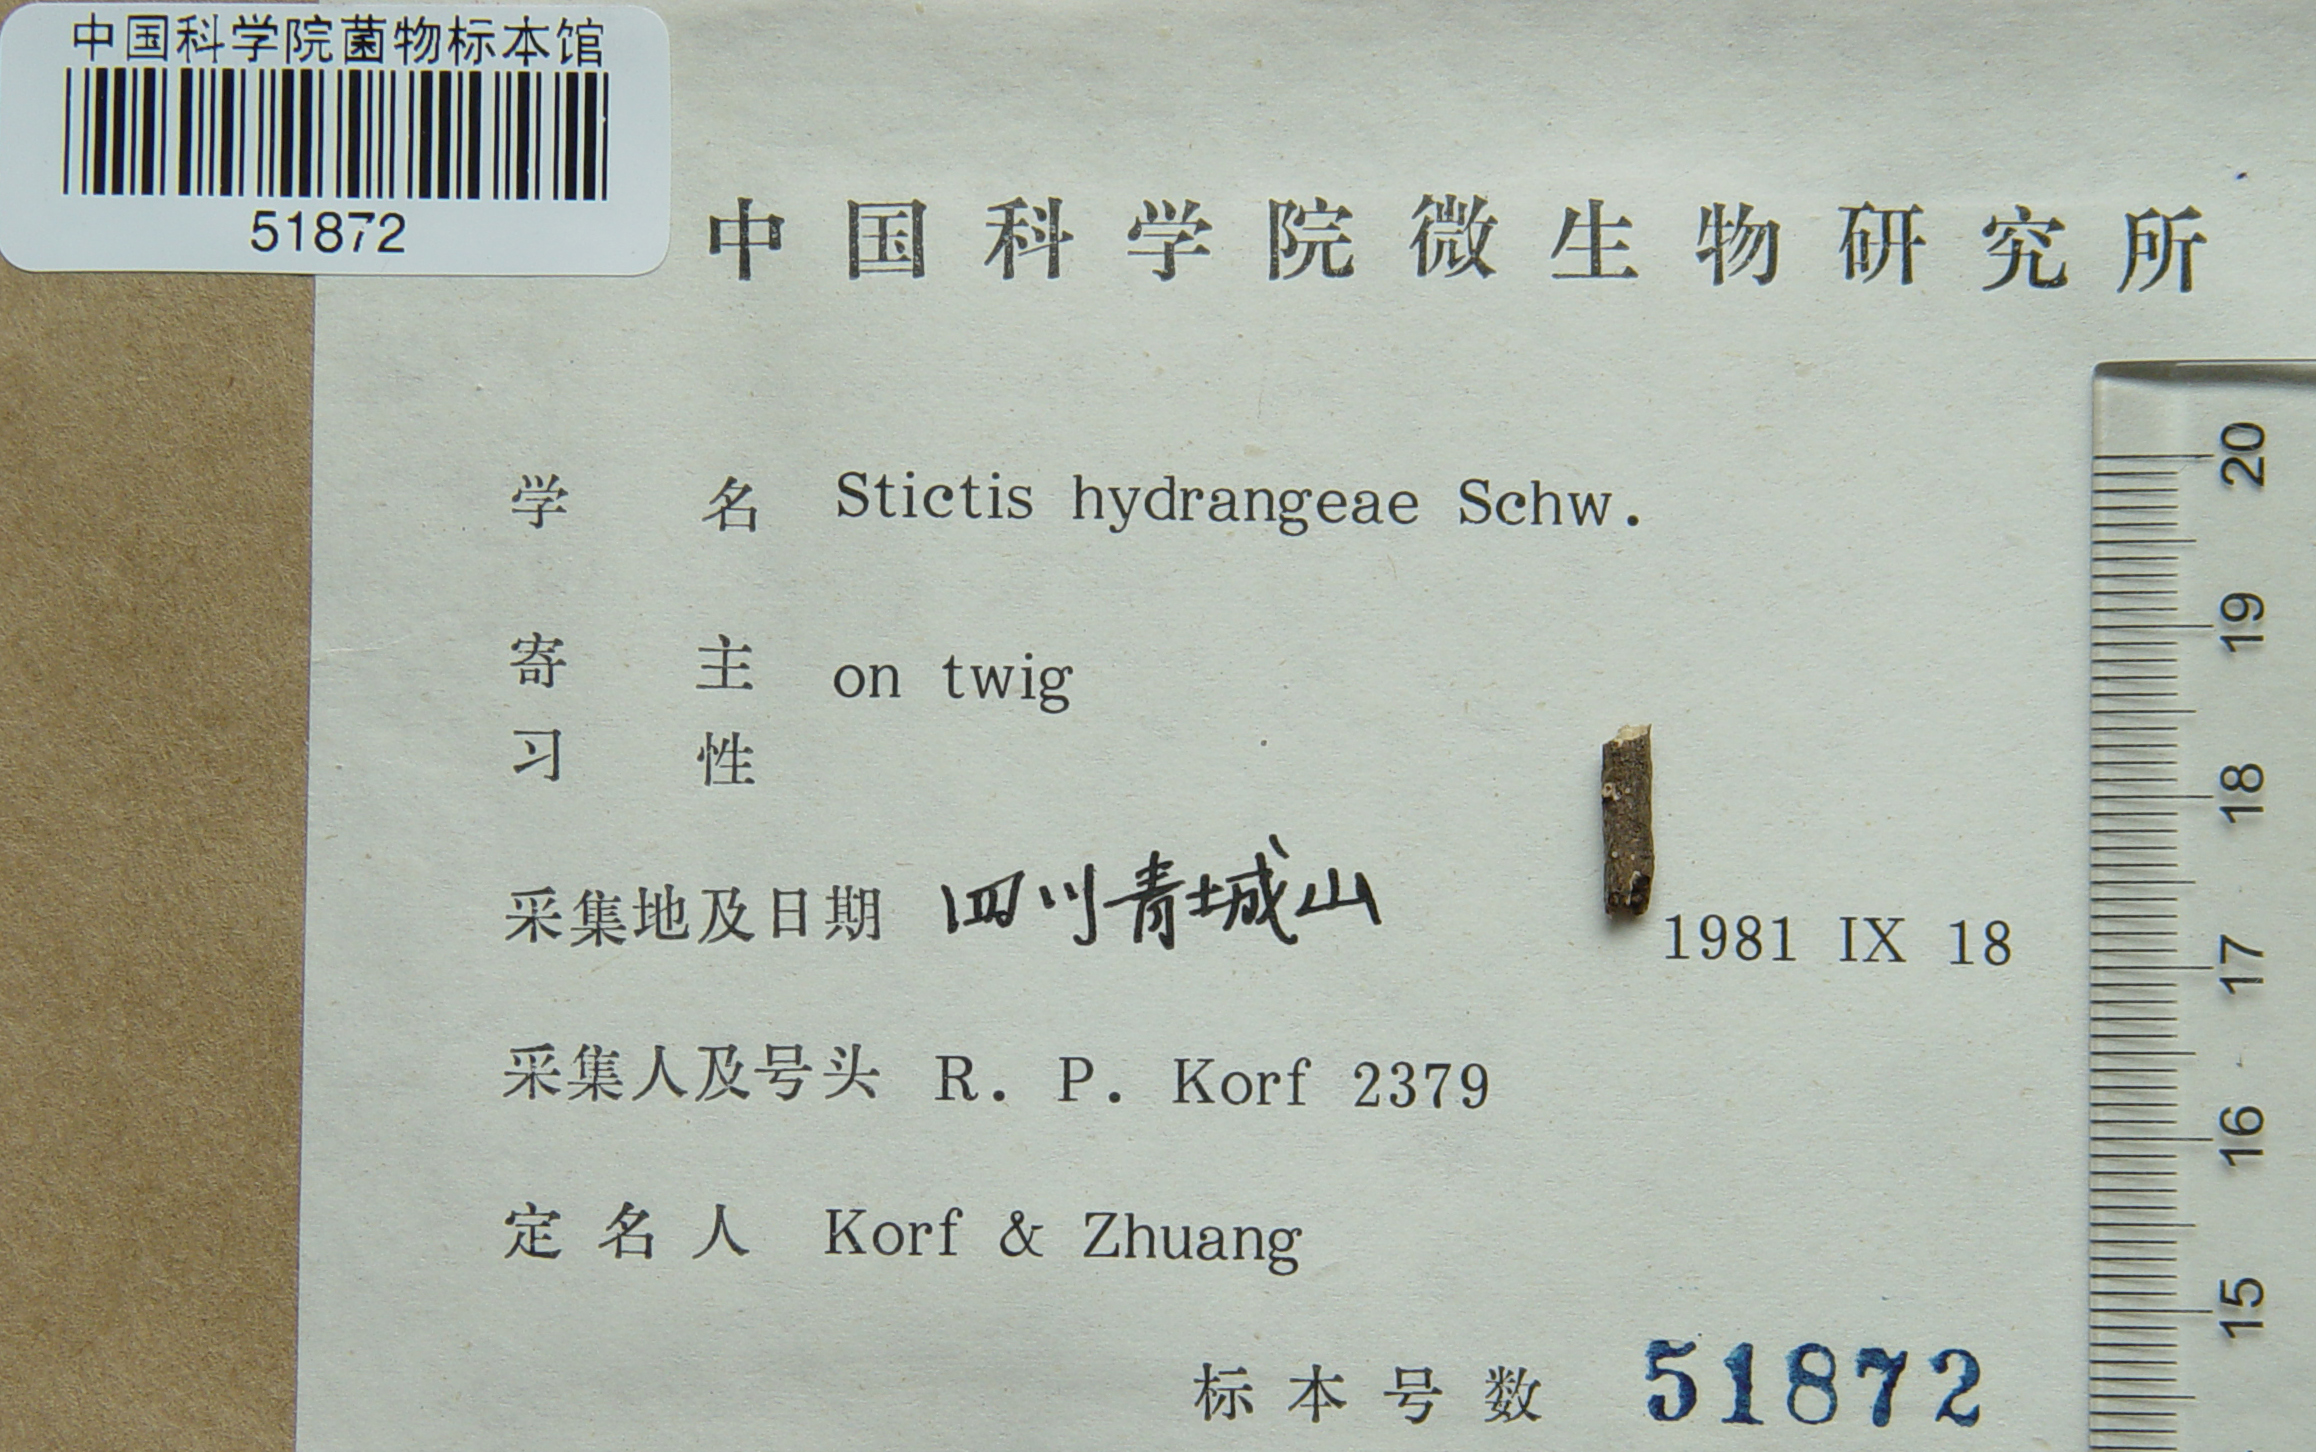 中国科学院菌物标本馆
51872
中国科学院微生物研究所
学 名 Stictis hydrangeae Schw.
寄 主 on twig
习 性
采集地及日期 四川青城山 1981 IX 18
采集人及号头 R. P. Korf 2379
定名人 Korf & Zhuang
标本号数 51872
20
19
18
17
16
15